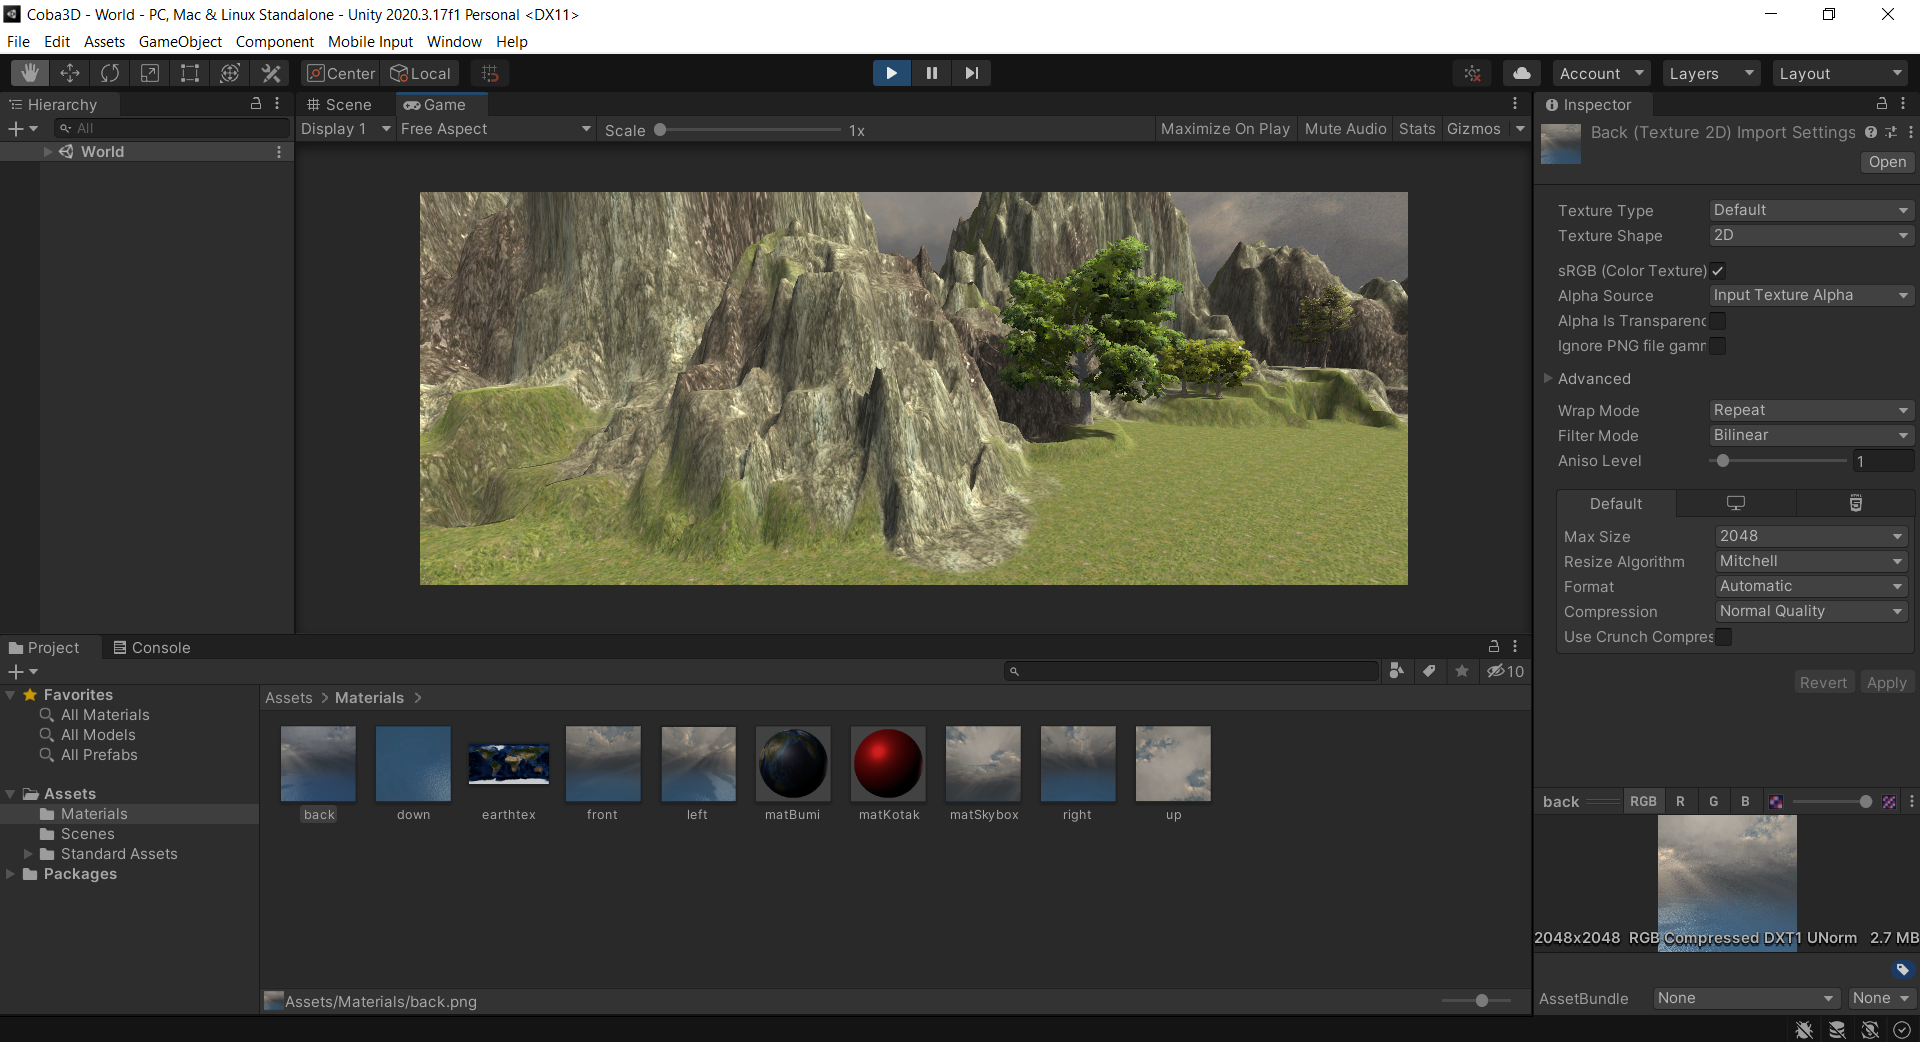 Coba3D - World - PC, Mac & Linux Standalone - Unity 2020.3.17f1 Personal <DX11>
File Edit Assets GameObject Component Mobile Input Window Help
Center Local Account Layers Layout
Hierarchy
All
World
Scene Game
Display 1 Free Aspect Scale 1x Maximize On Play Mute Audio Stats Gizmos
Inspector
Back (Texture 2D) Import Settings
Open
Texture Type Default
Texture Shape 2D
sRGB (Color Texture)
Alpha Source Input Texture Alpha
Alpha Is Transparenc
Ignore PNG file gamm
Advanced
Wrap Mode Repeat
Filter Mode Bilinear
Aniso Level 1
Default
Max Size 2048
Resize Algorithm Mitchell
Format Automatic
Compression Normal Quality
Use Crunch Compres
Revert Apply
Project Console
10
Favorites
All Materials
All Models
All Prefabs
Assets
Materials
Scenes
Standard Assets
Packages
Assets > Materials >
back down earthtex front left matBumi matKotak matSkybox right up
Assets/Materials/back.png
back RGB R G B
2048x2048 RGB Compressed DXT1 UNorm 2.7 MB
AssetBundle None None